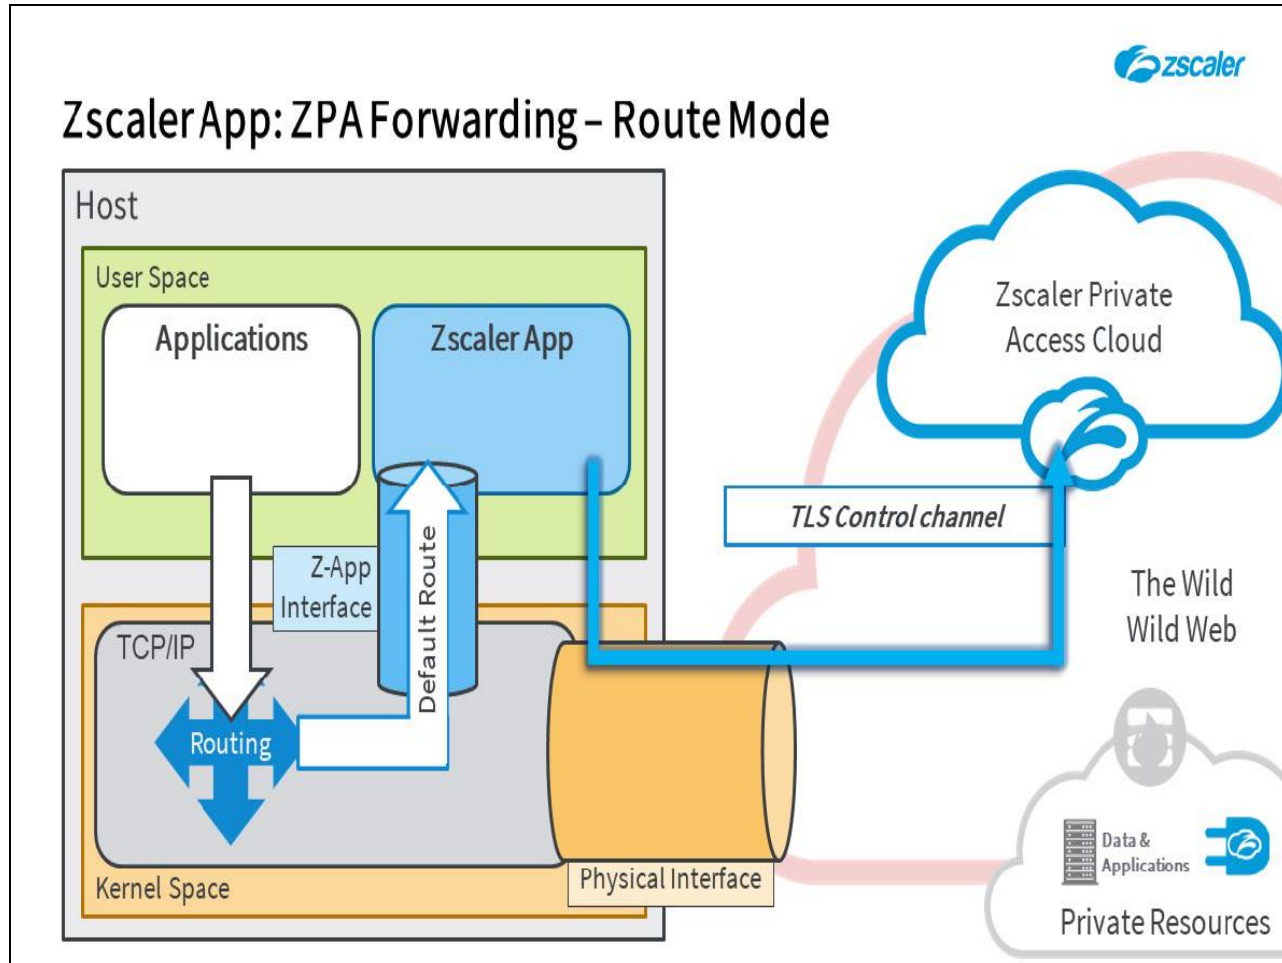 zscaler
Zscaler App: ZPA Forwarding – Route Mode
Host
User Space
Applications
Zscaler App
Z-App
Interface
Default Route
TCP/IP
Routing
Kernel Space
Physical Interface
Zscaler Private
Access Cloud
TLS Control channel
The Wild
Wild Web
Data &
Applications
Private Resources